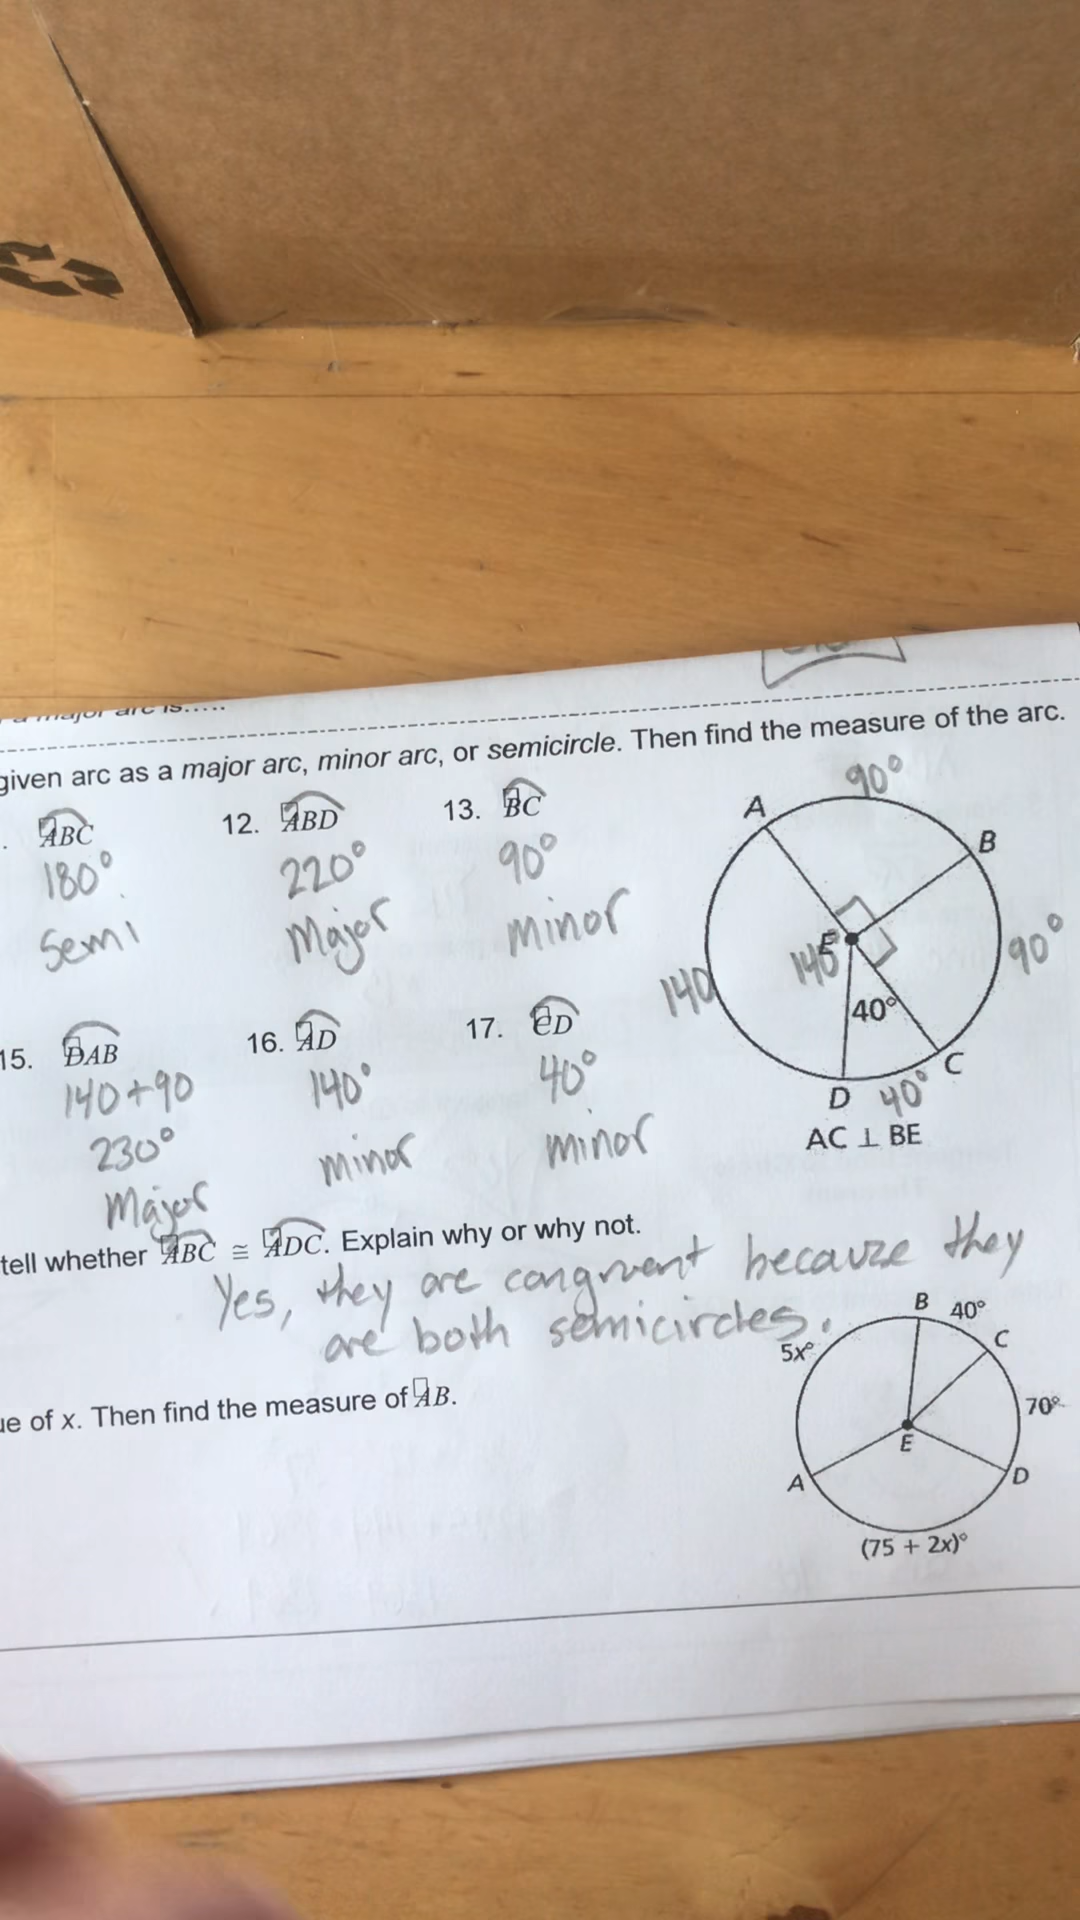 a major arc is.....
given arc as a major arc, minor arc, or semicircle. Then find the measure of the arc.
. ABC
180°
semi
12. ABD
220°
Major
13. BC
90°
minor
15. DAB
140+90
230°
Major
16. AD
140°
minor
17. CD
40°
minor
A
90°
B
90°
E
140
40°
C
D
40°
AC ⊥ BE
tell whether ABC ≅ ADC. Explain why or why not.
Yes, they are congruent because they
are both semicircles.
ue of x. Then find the measure of AB.
B
40°
C
5x°
70°
E
A
D
(75 + 2x)°